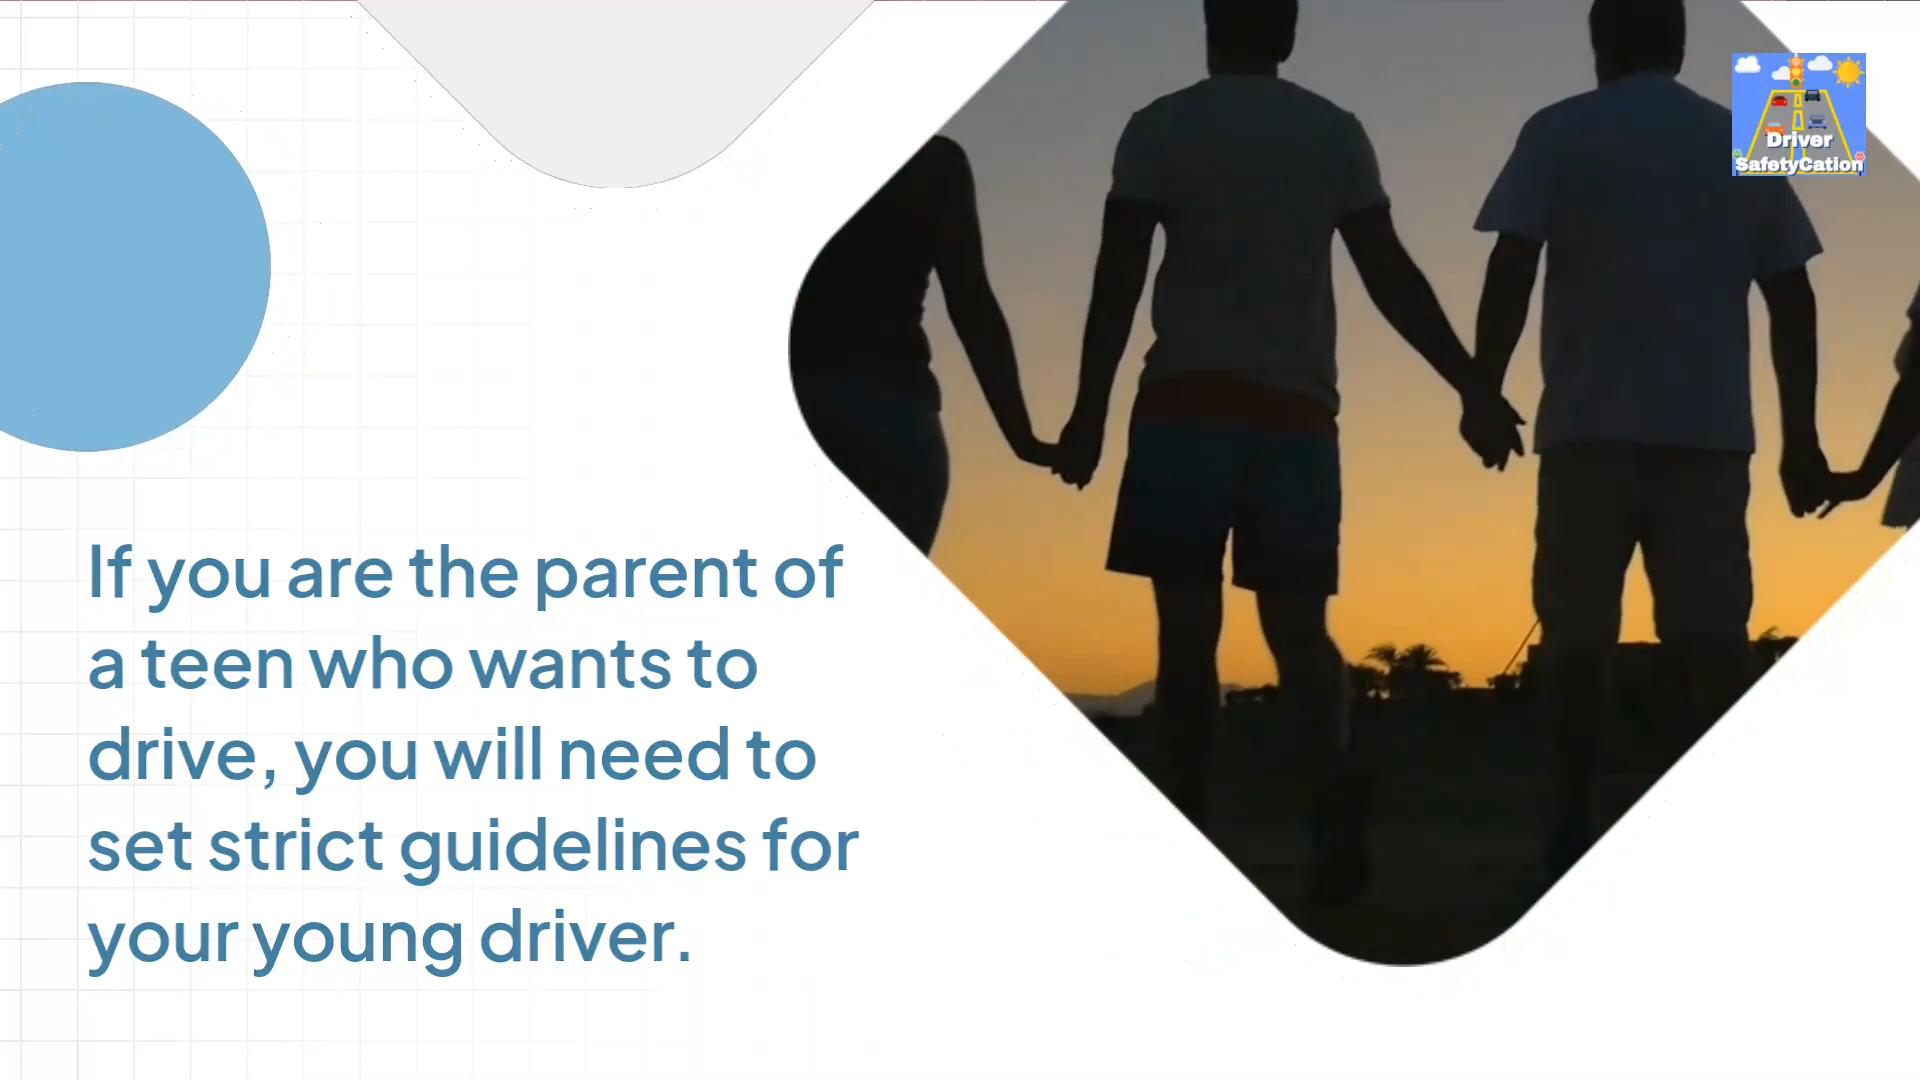 Driver
SafetyCation
If you are the parent of
a teen who wants to
drive, you will need to
set strict guidelines for
your young driver.